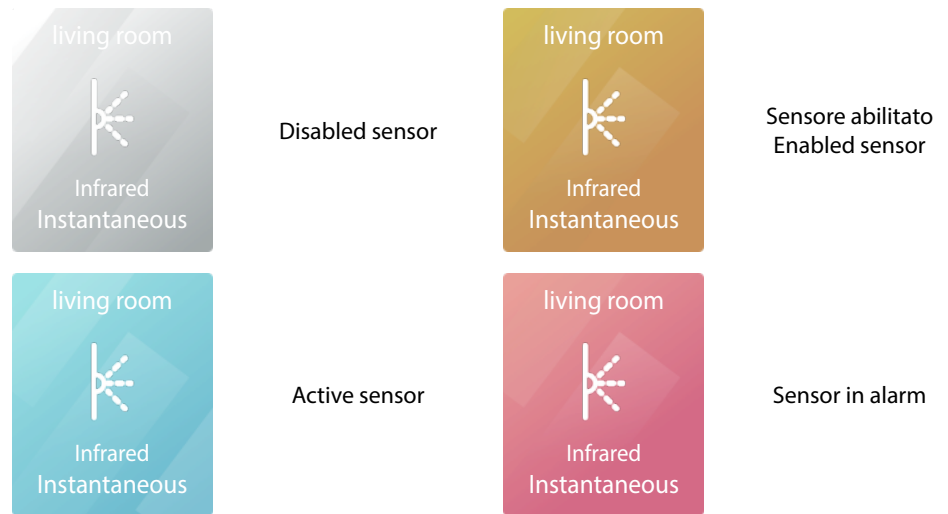 living room
Infrared
Instantaneous
Disabled sensor
living room
Infrared
Instantaneous
Sensore abilitato
Enabled sensor
living room
Infrared
Instantaneous
Active sensor
living room
Infrared
Instantaneous
Sensor in alarm